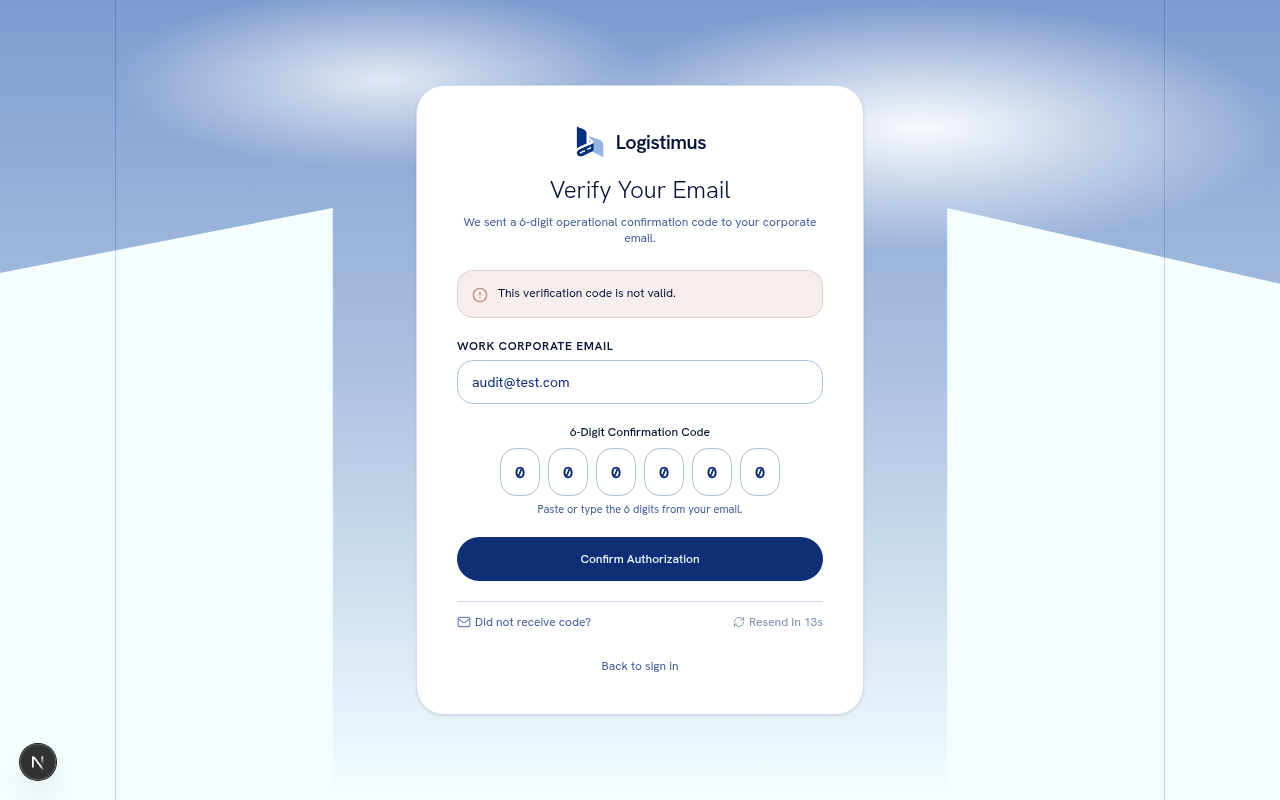 Logistimus
Verify Your Email
We sent a 6-digit operational confirmation code to your corporate
email.
This verification code is not valid.
WORK CORPORATE EMAIL
audit@test.com
6-Digit Confirmation Code
0 0 0 0 0 0
Paste or type the 6 digits from your email.
Confirm Authorization
Did not receive code? Resend in 13s
Back to sign in
N